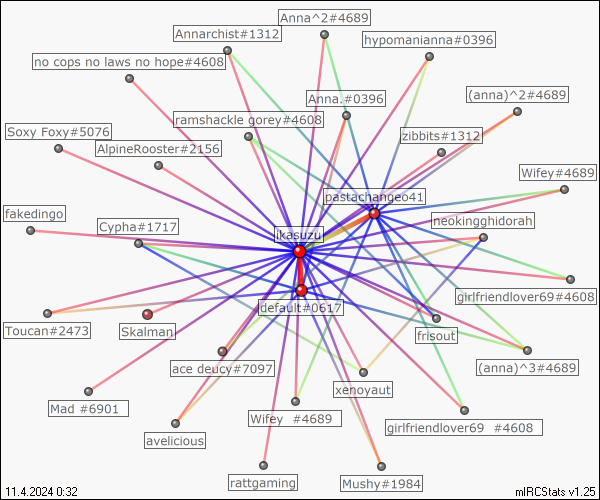 Anna^2#4689
Annarchist#1312
hypomanianna#0396
no cops no laws no hope#4608
(anna)^2#4689
Anna.#0396
ramshackle gorey#4608
Soxy Foxy#5076
zibbits#1312
AlpineRooster#2156
Wifey#4689
pastachange041
fakedingo
Cypha#1717
neokingghidorah
ikasuzu
girlfriendlover69#4608
default#0617
Toucan#2473
Skalman
frisout
ace deucy#7097
(anna)^3#4689
xenoyaut
Mad #6901
Wifey #4689
girlfriendlover69 #4608
avelicious
rattgaming
Mushy#1984
11.4.2024 0:32
mIRCStats v1.25